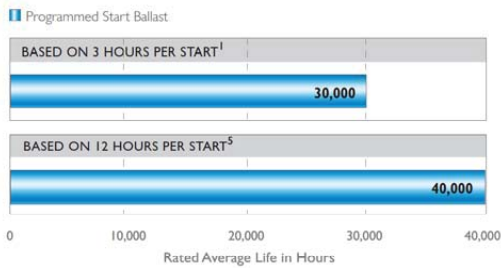 Programmed Start Ballast
BASED ON 3 HOURS PER START¹
30,000
BASED ON 12 HOURS PER START⁵
40,000
0 10,000 20,000 30,000 40,000
Rated Average Life in Hours